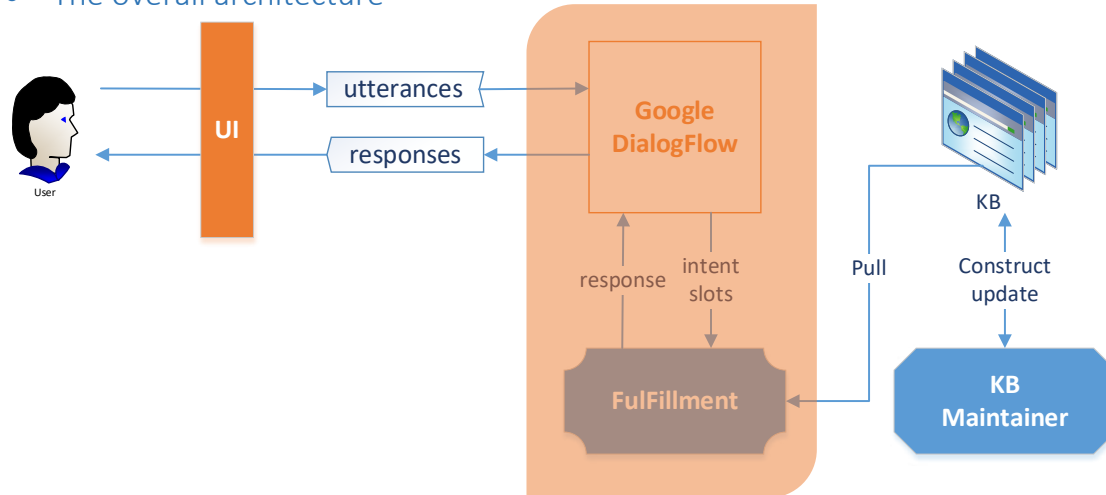 • The overall architecture
utterances
Google
DialogFlow
UI
responses
User
KB
response
intent
slots
Pull
Construct
update
FulFillment
KB
Maintainer